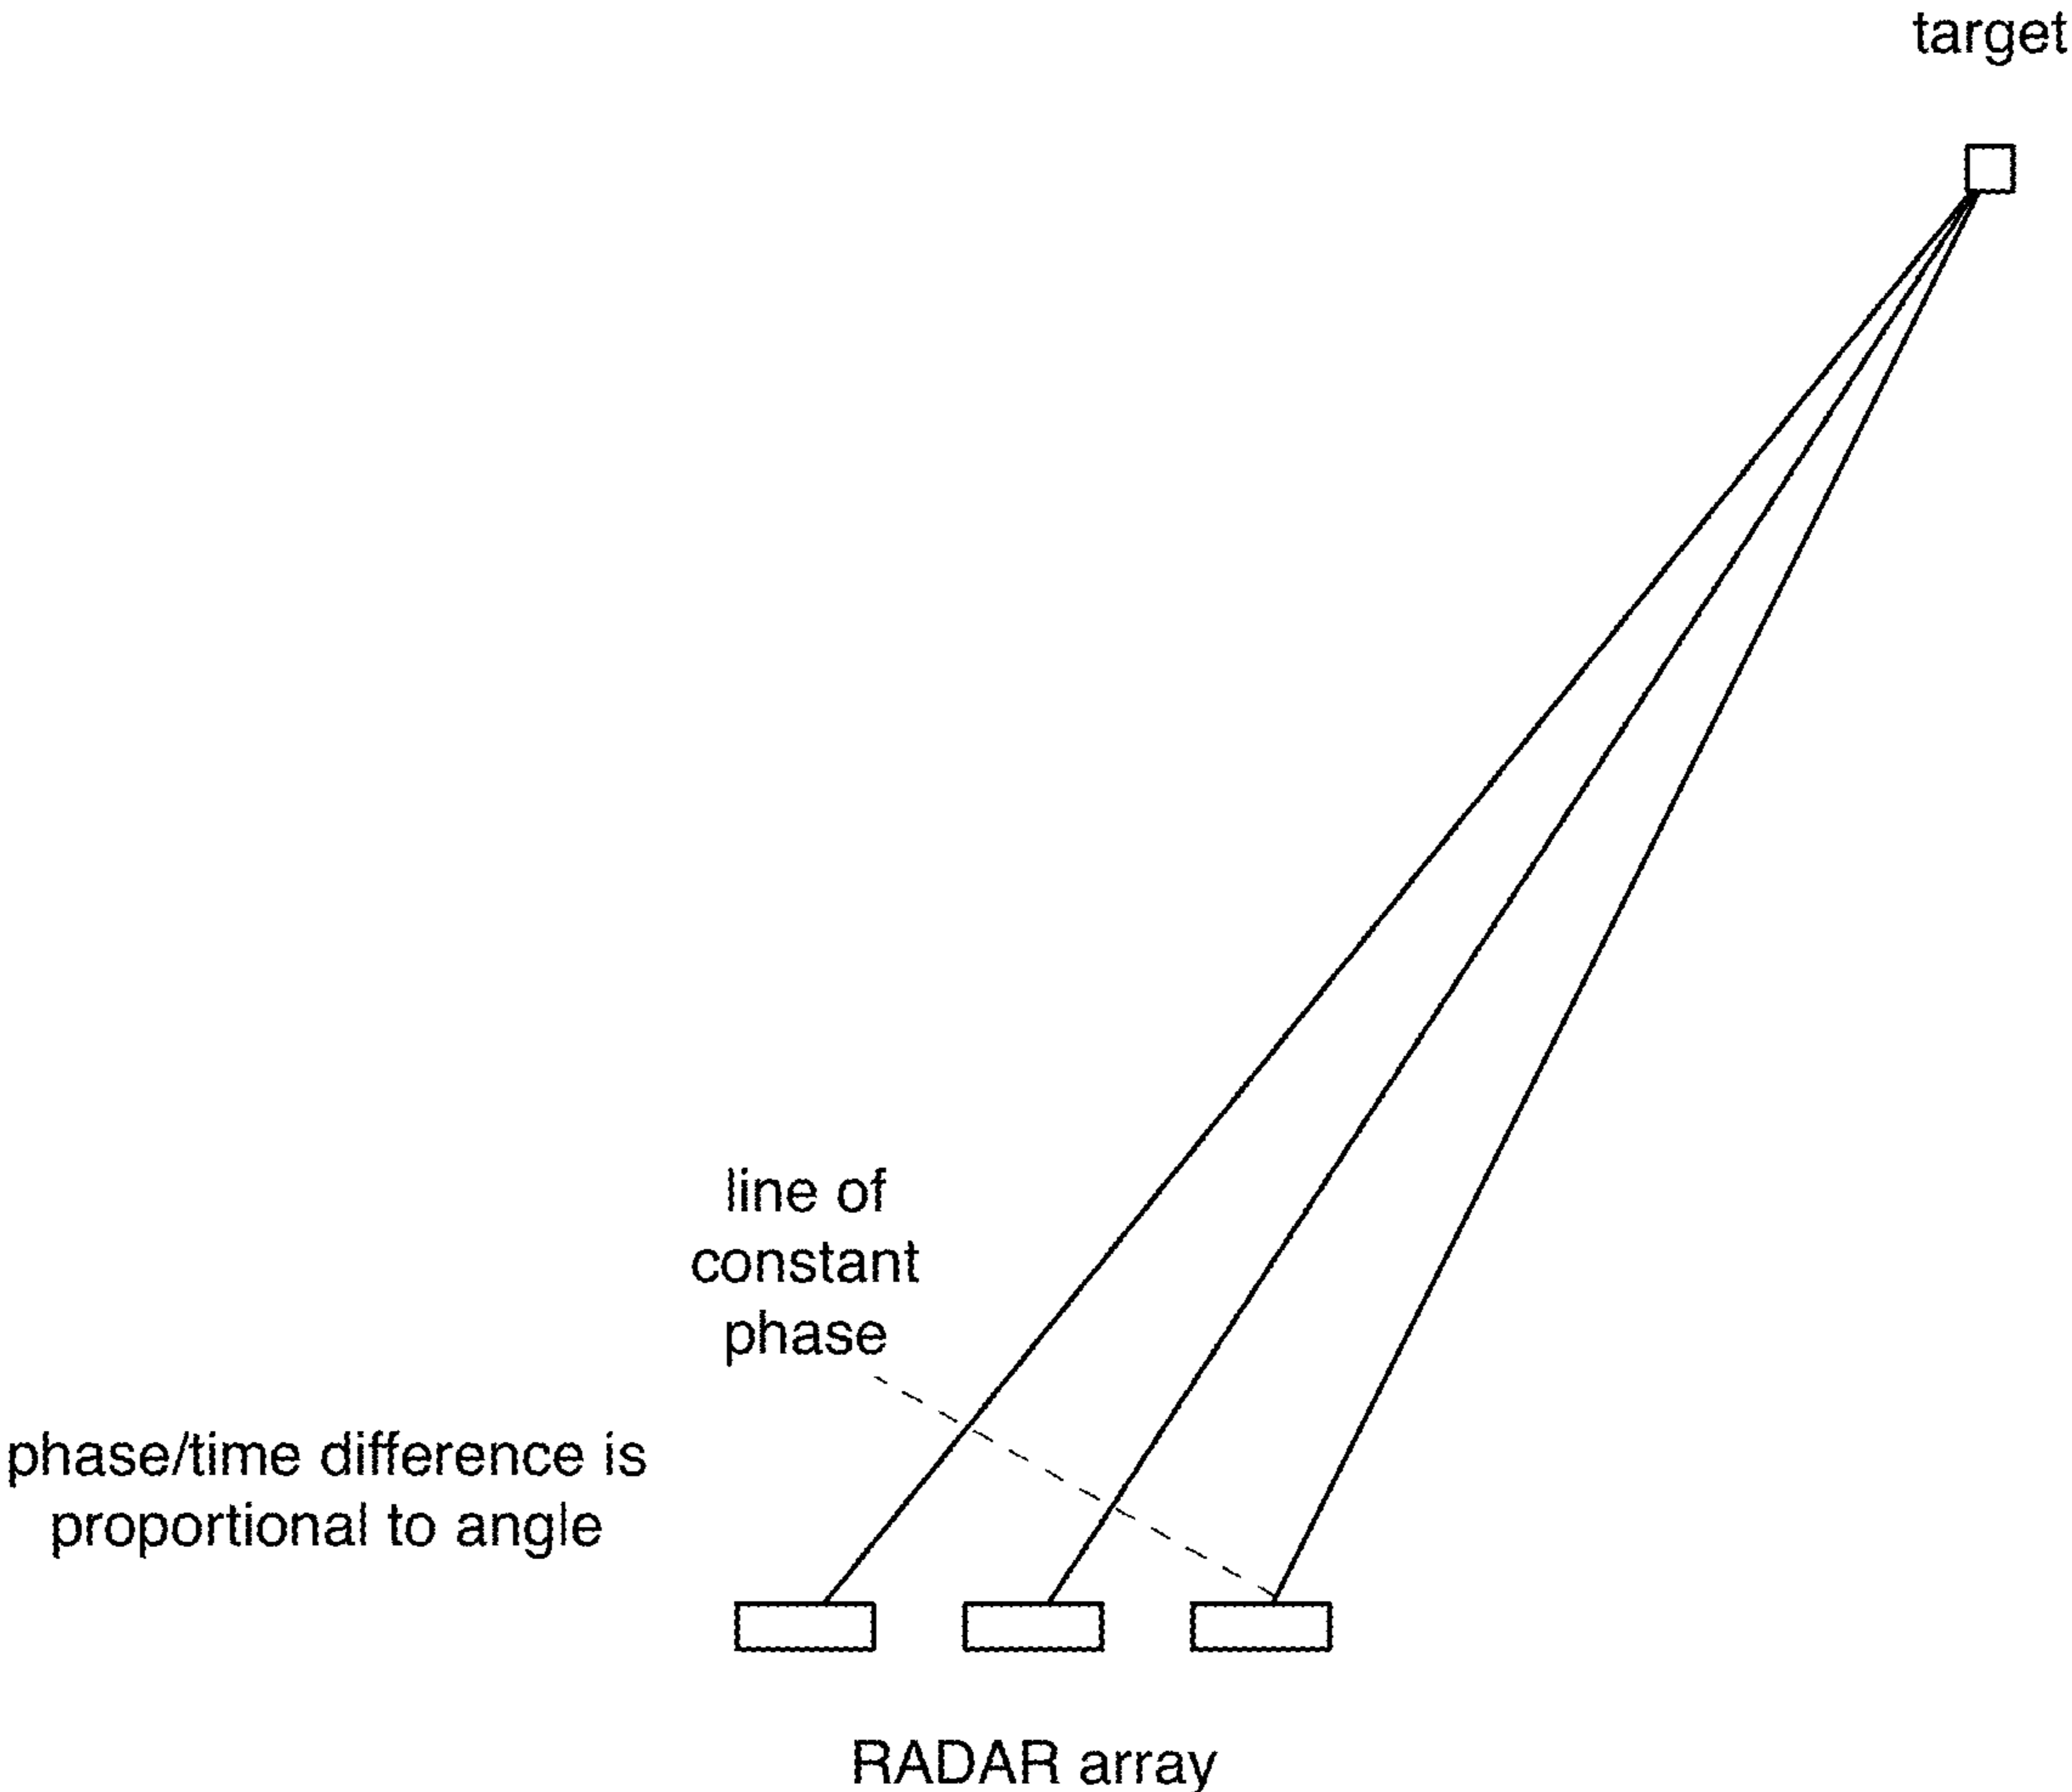 target
line of
constant
phase
phase/time difference is
proportional to angle
RADAR array